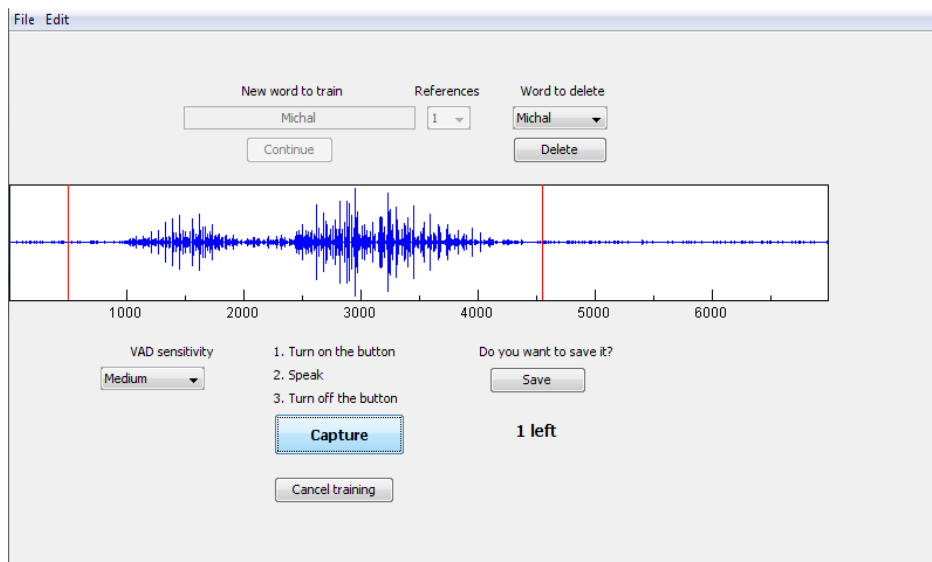 File Edit
New word to train References Word to delete
Michal 1 Michal
Continue Delete
1000 2000 3000 4000 5000 6000
VAD sensitivity 1. Turn on the button Do you want to save it?
Medium 2. Speak Save
3. Turn off the button
Capture 1 left
Cancel training